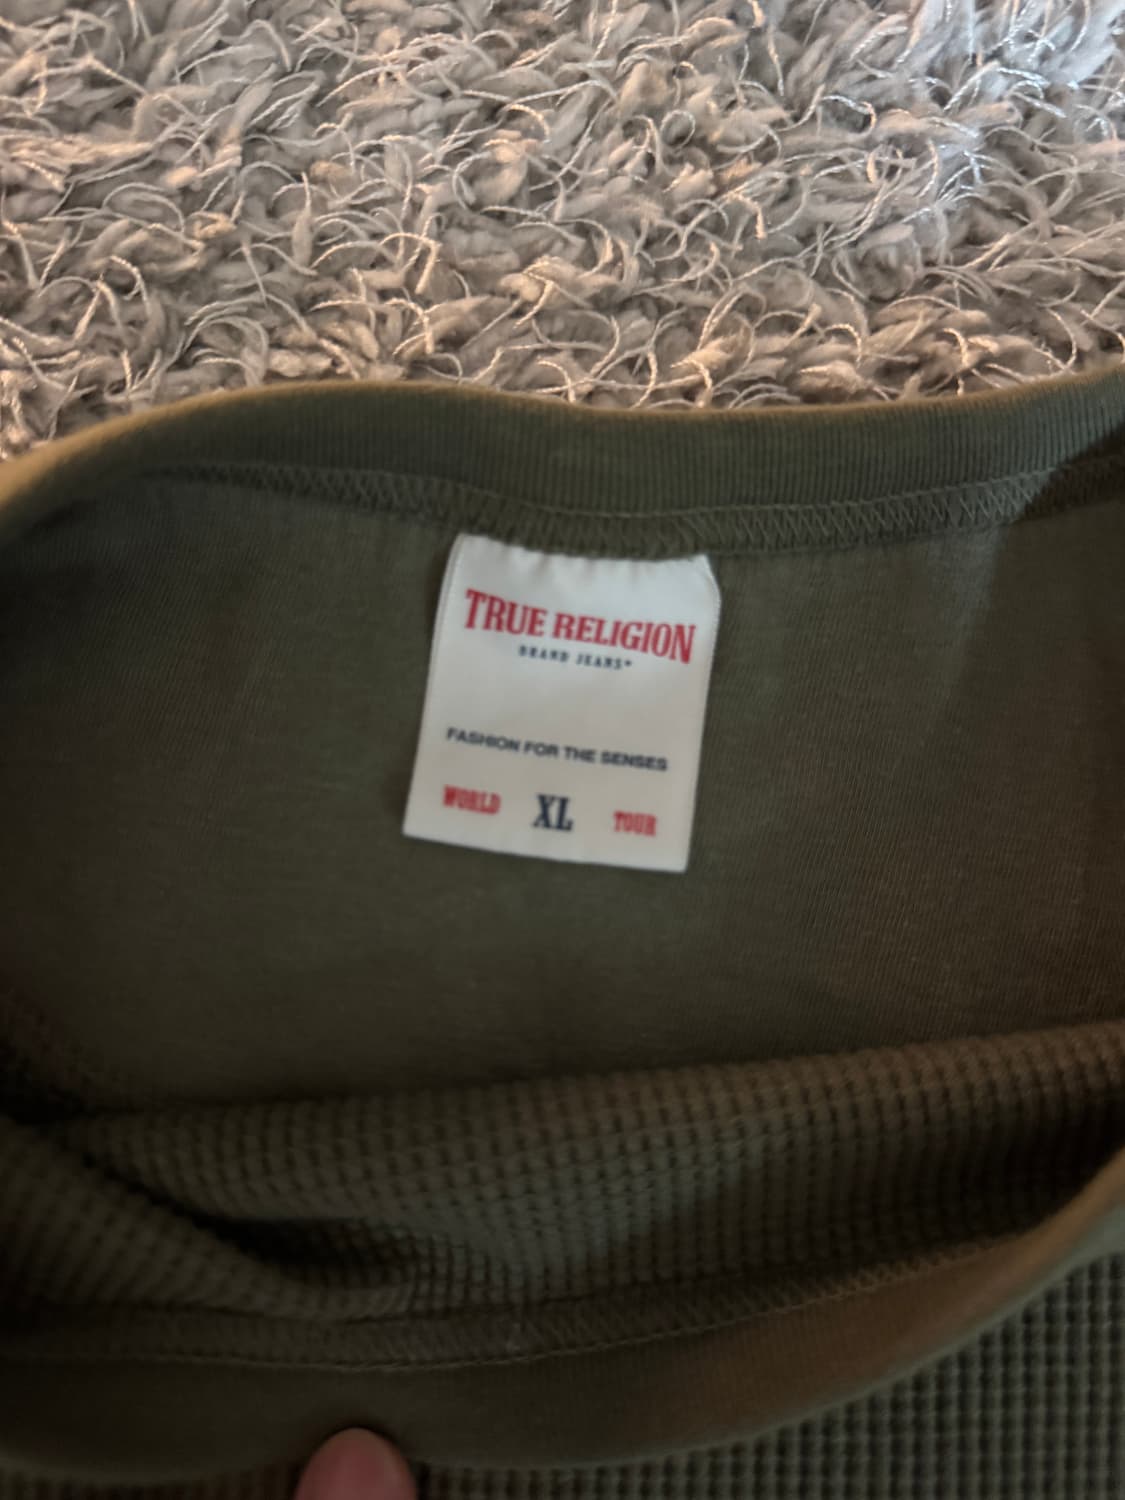 TRUE RELIGION
BRAND JEANS®
FASHION FOR THE SENSES
WORLD XL TOUR